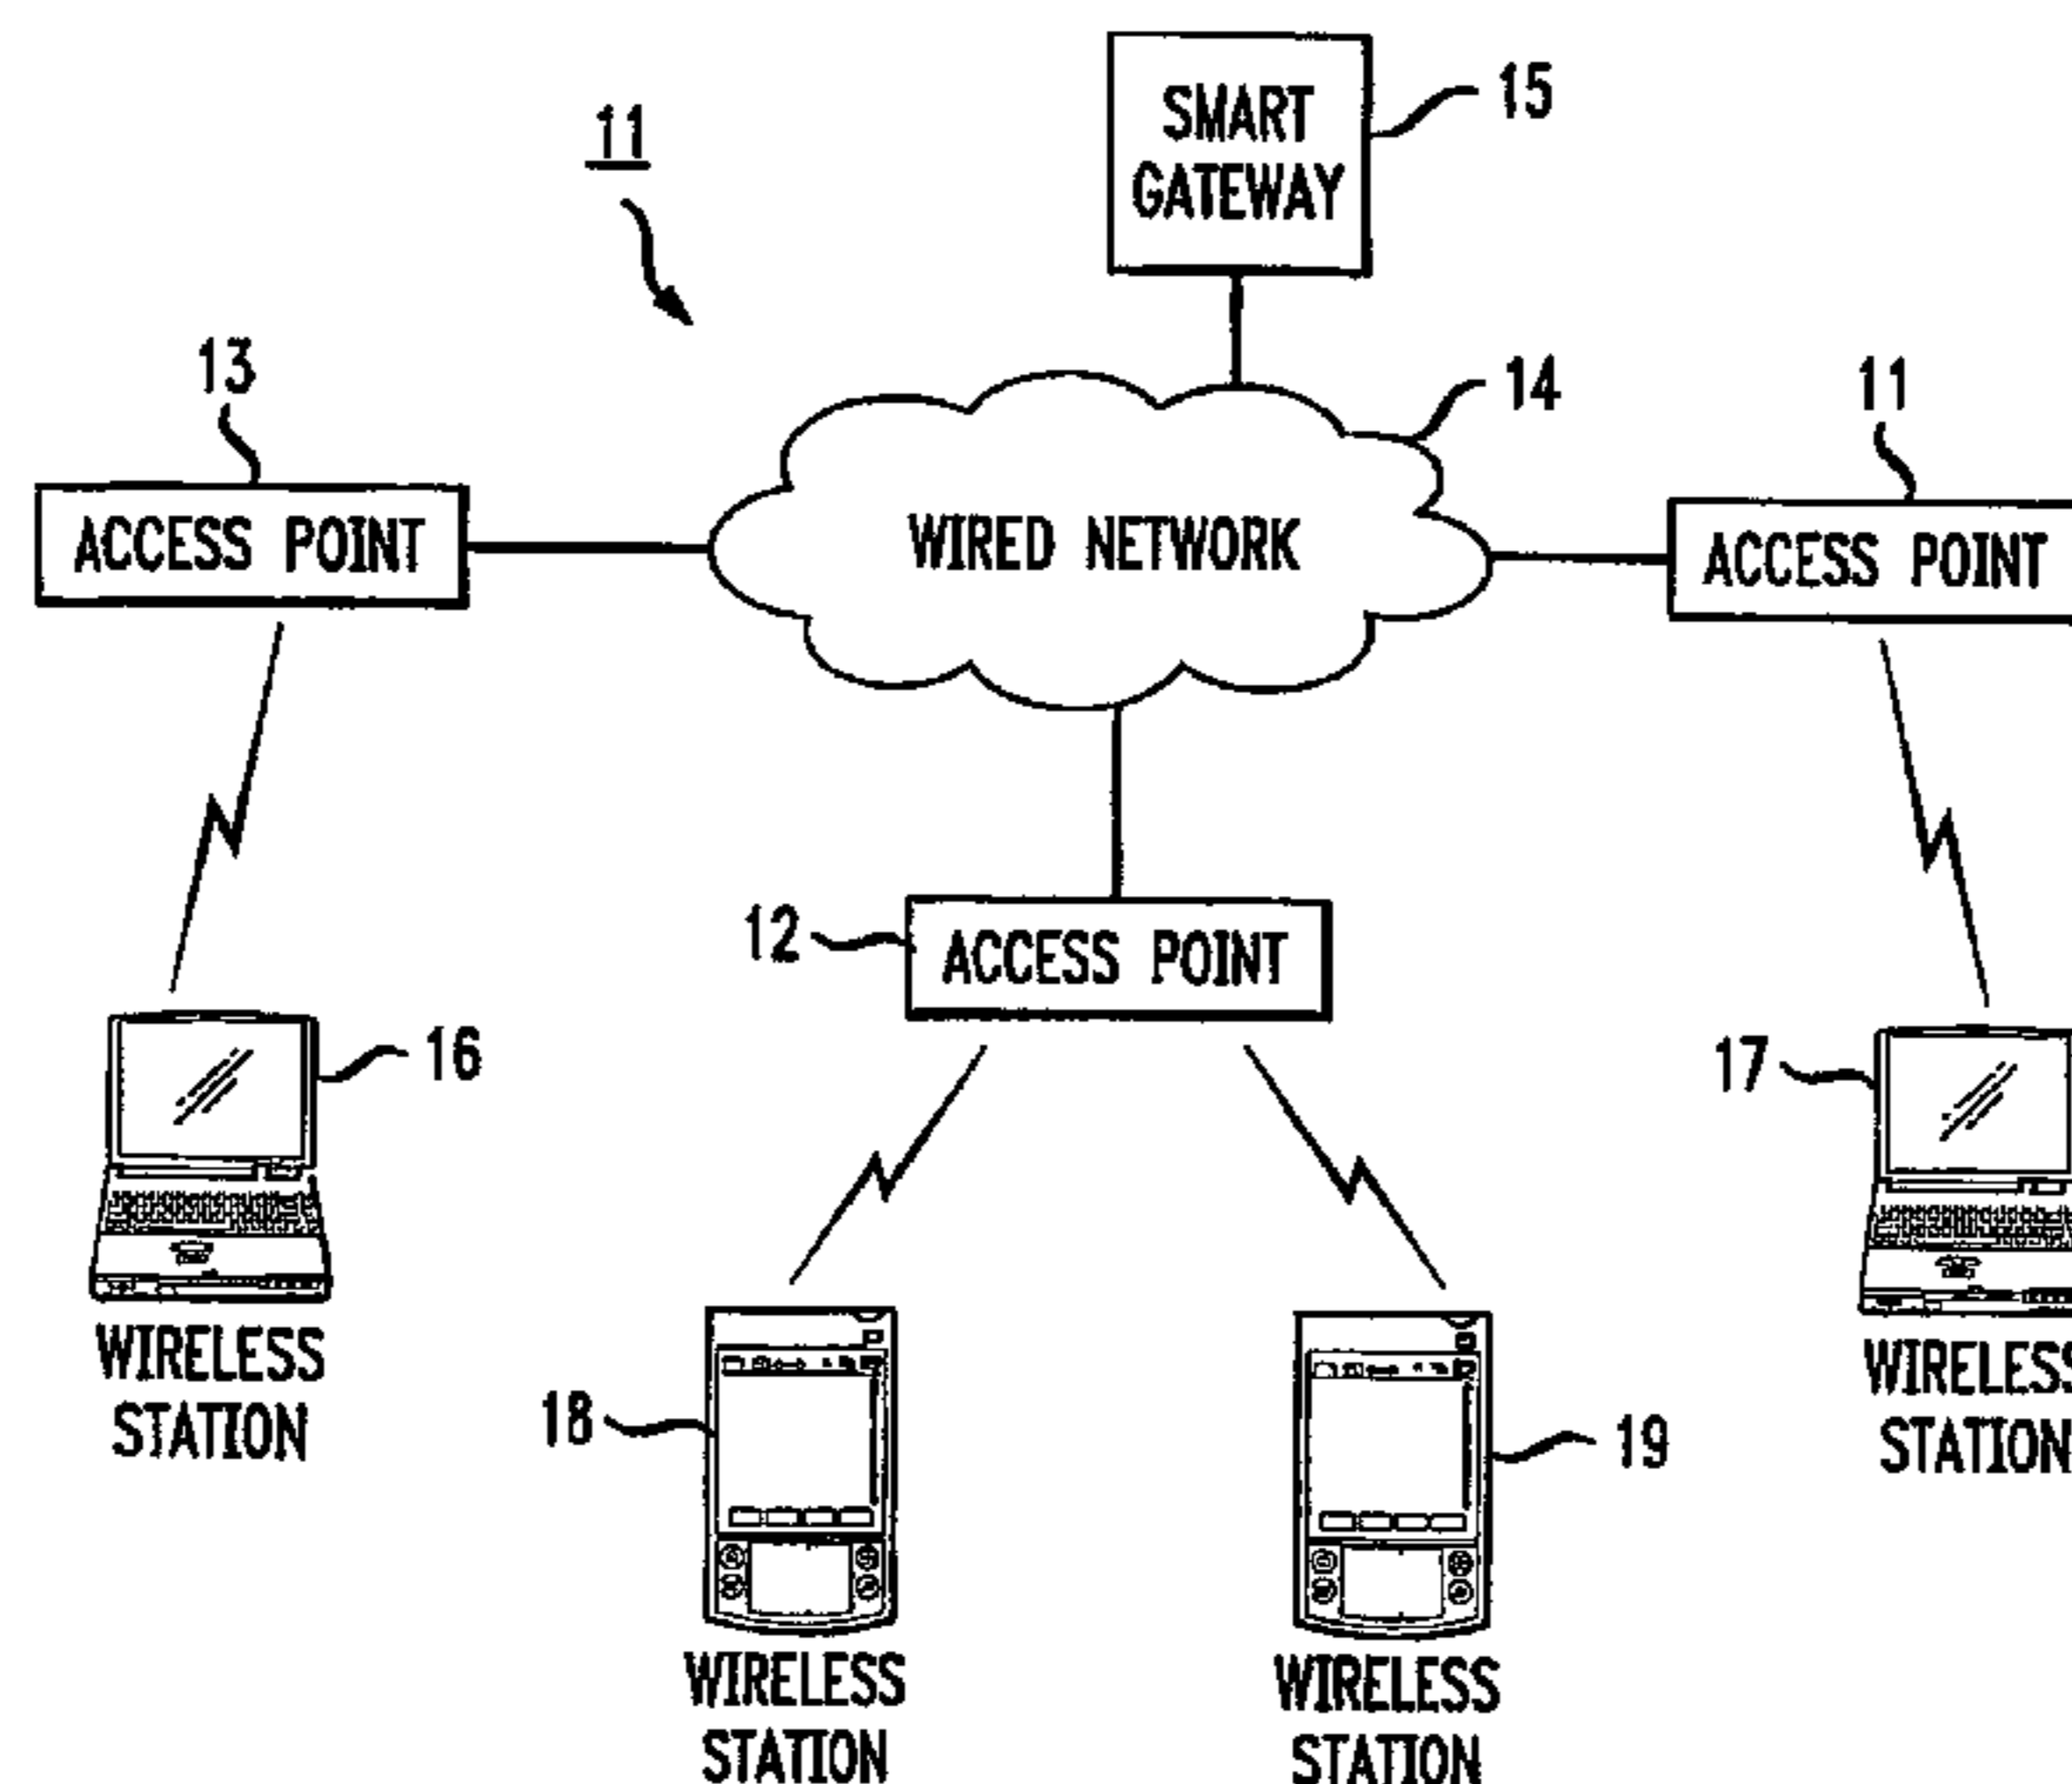 SMART
GATEWAY
15
11
13
14
11
ACCESS POINT
WIRED NETWORK
ACCESS POINT
12
ACCESS POINT
16
17
WIRELESS
STATION
18
19
WIRELESS
STATION
WIRELESS
STATION
WIRELESS
STATION